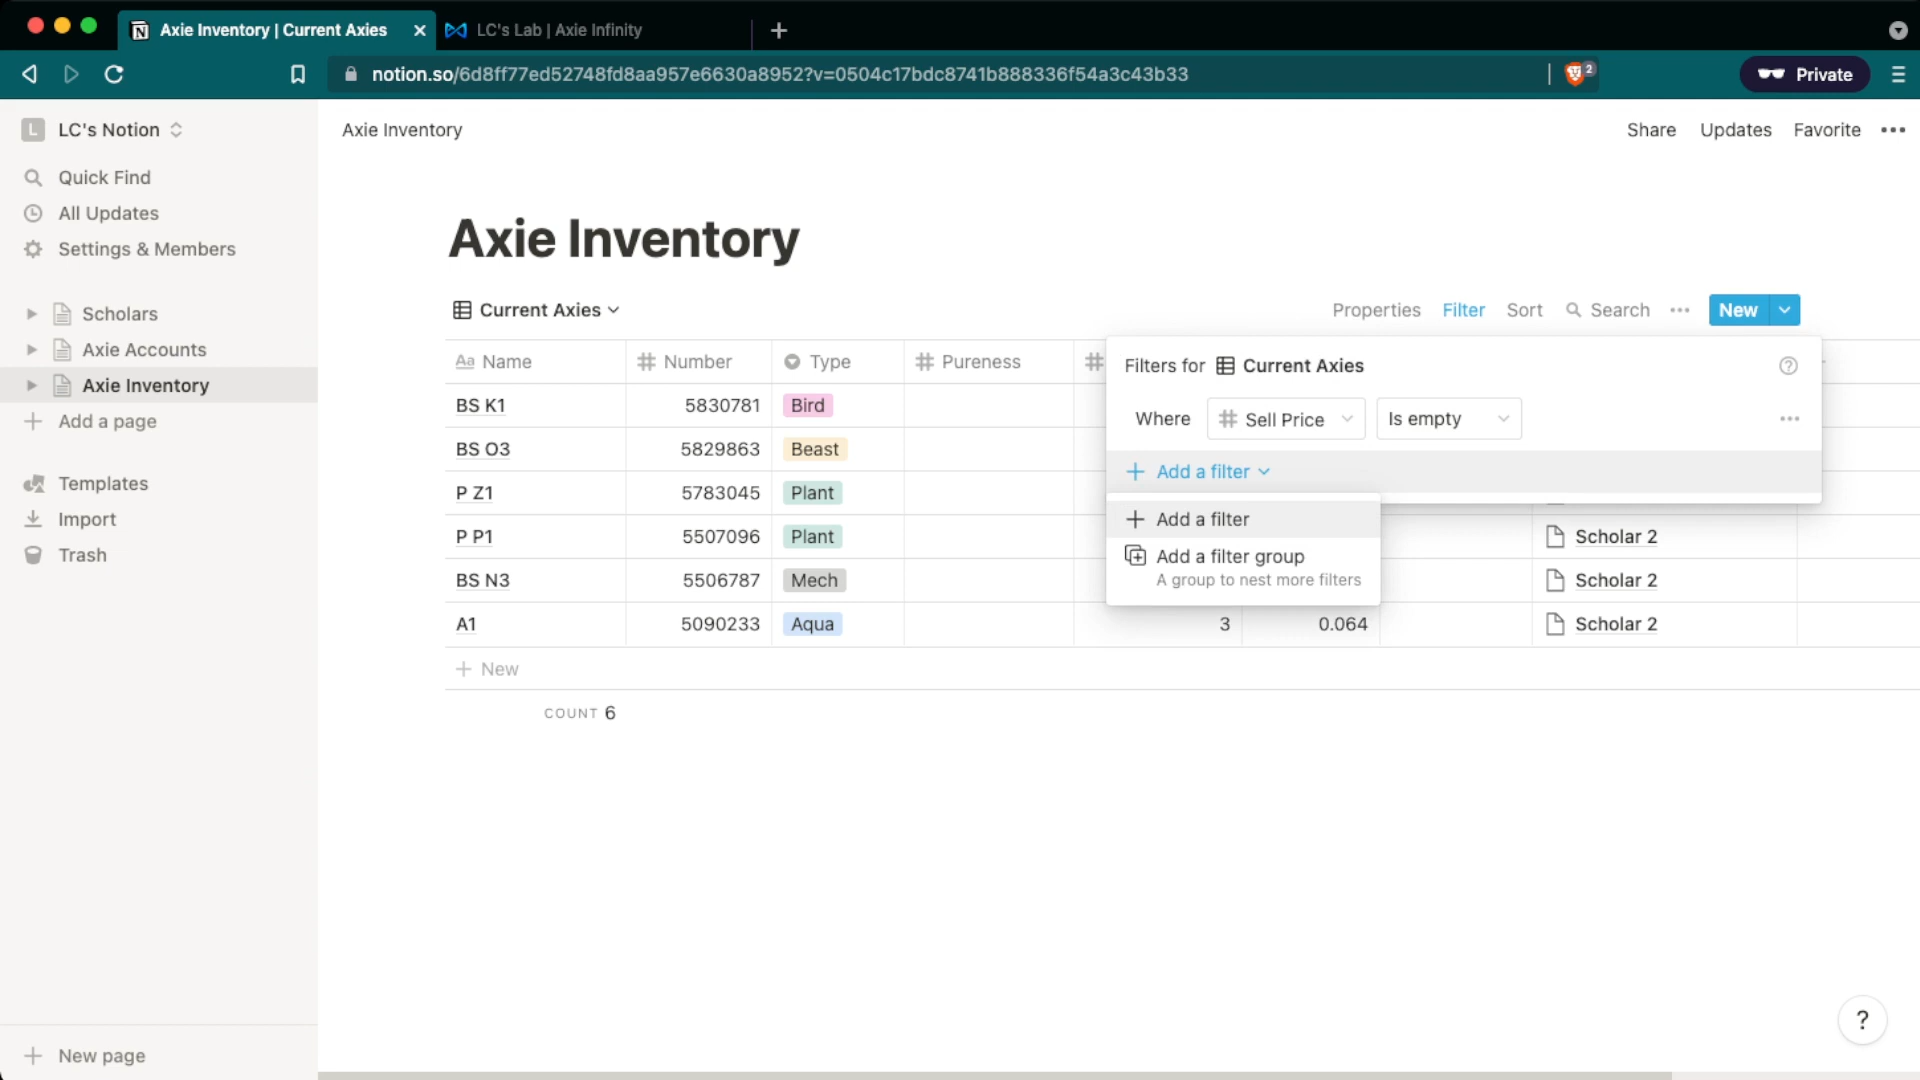 Axie Inventory | Current Axies
LC's Lab | Axie Infinity
notion.so/6d8ff77ed52748fd8aa957e6630a8952?v=0504c17bdc8741b888336f54a3c43b33
2
Private
L LC's Notion
Axie Inventory
Share Updates Favorite
Quick Find
All Updates
Settings & Members
Scholars
Axie Accounts
Axie Inventory
Add a page
Templates
Import
Trash
New page
Axie Inventory
Current Axies
Properties Filter Sort Search New
Aa Name # Number Type # Pureness #
BS K1 5830781 Bird
BS O3 5829863 Beast
P Z1 5783045 Plant
P P1 5507096 Plant Scholar 2
BS N3 5506787 Mech Scholar 2
A1 5090233 Aqua 3 0.064 Scholar 2
New
COUNT 6
Filters for Current Axies
Where # Sell Price Is empty
Add a filter
Add a filter
Add a filter group
A group to nest more filters
?